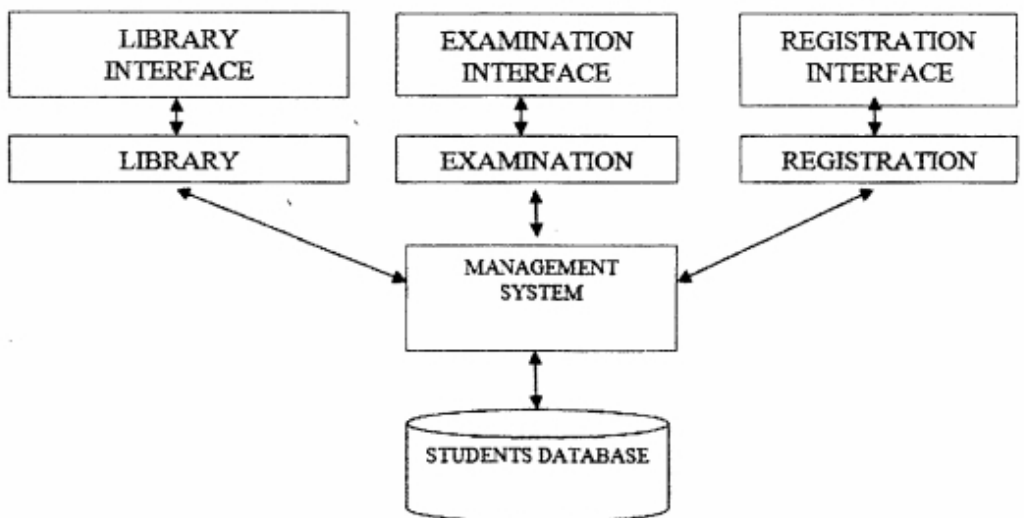 LIBRARY
INTERFACE
EXAMINATION
INTERFACE
REGISTRATION
INTERFACE
LIBRARY
EXAMINATION
REGISTRATION
MANAGEMENT
SYSTEM
STUDENTS DATABASE